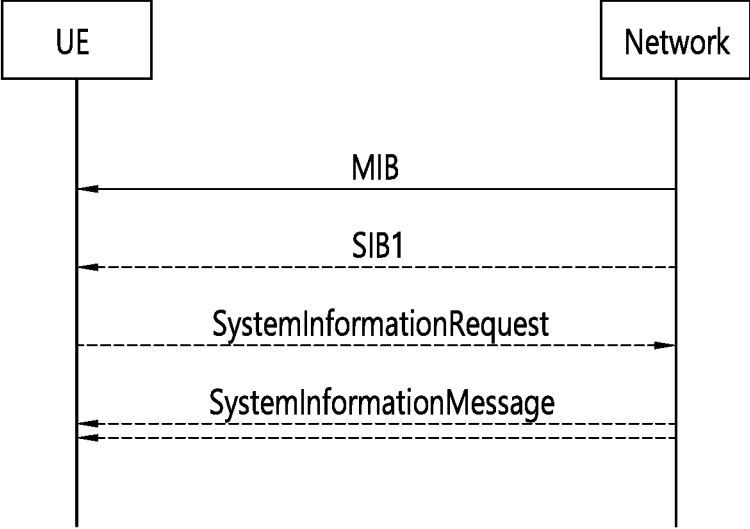 UE
Network
MIB
SIB1
SystemInformationRequest
SystemInformationMessage